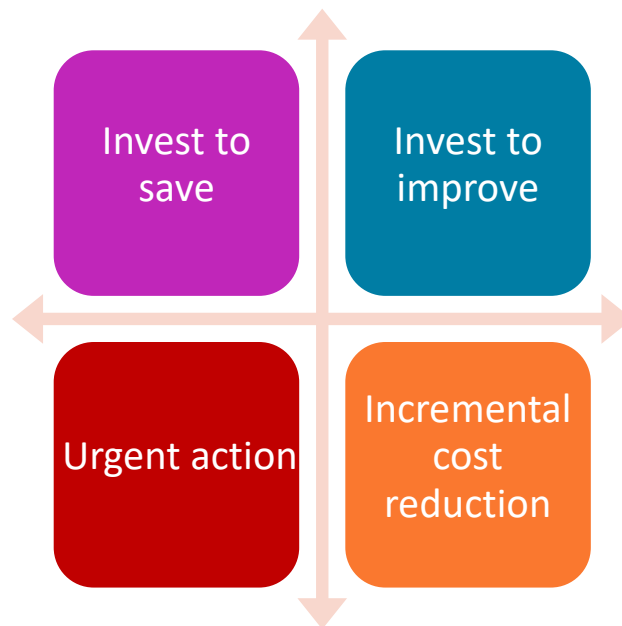 Invest to
save
Invest to
improve
Urgent action
Incremental
cost
reduction